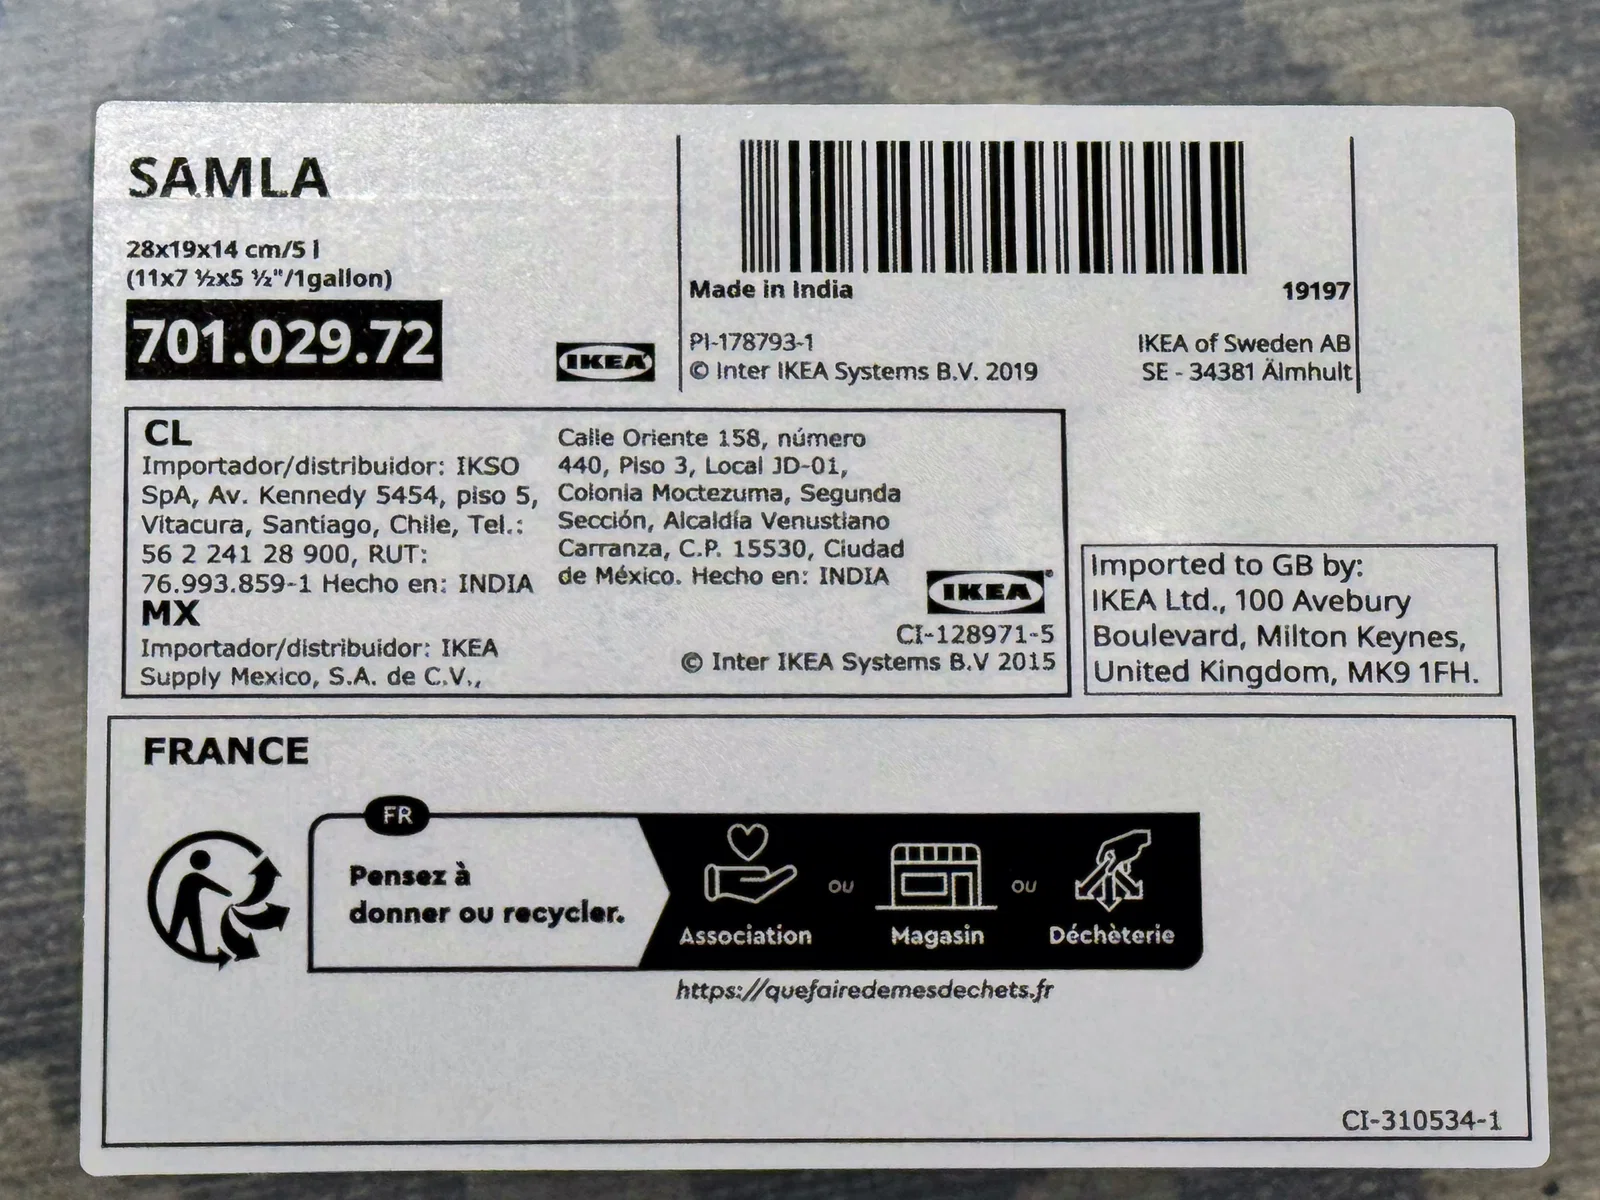 SAMLA
28x19x14 cm/5 l
(11x7 ½x5 ½"/1gallon)
701.029.72
IKEA
Made in India
19197
PI-178793-1
© Inter IKEA Systems B.V. 2019
IKEA of Sweden AB
SE - 34381 Älmhult
CL
Importador/distribuidor: IKSO
SpA, Av. Kennedy 5454, piso 5,
Vitacura, Santiago, Chile, Tel.:
56 2 241 28 900, RUT:
76.993.859-1 Hecho en: INDIA
MX
Importador/distribuidor: IKEA
Supply Mexico, S.A. de C.V.,
Calle Oriente 158, número
440, Piso 3, Local JD-01,
Colonia Moctezuma, Segunda
Sección, Alcaldía Venustiano
Carranza, C.P. 15530, Ciudad
de México. Hecho en: INDIA
IKEA®
CI-128971-5
© Inter IKEA Systems B.V 2015
Imported to GB by:
IKEA Ltd., 100 Avebury
Boulevard, Milton Keynes,
United Kingdom, MK9 1FH.
FRANCE
FR
Pensez à
donner ou recycler.
Association
OU
Magasin
OU
Déchèterie
https://quefairedemesdechets.fr
CI-310534-1